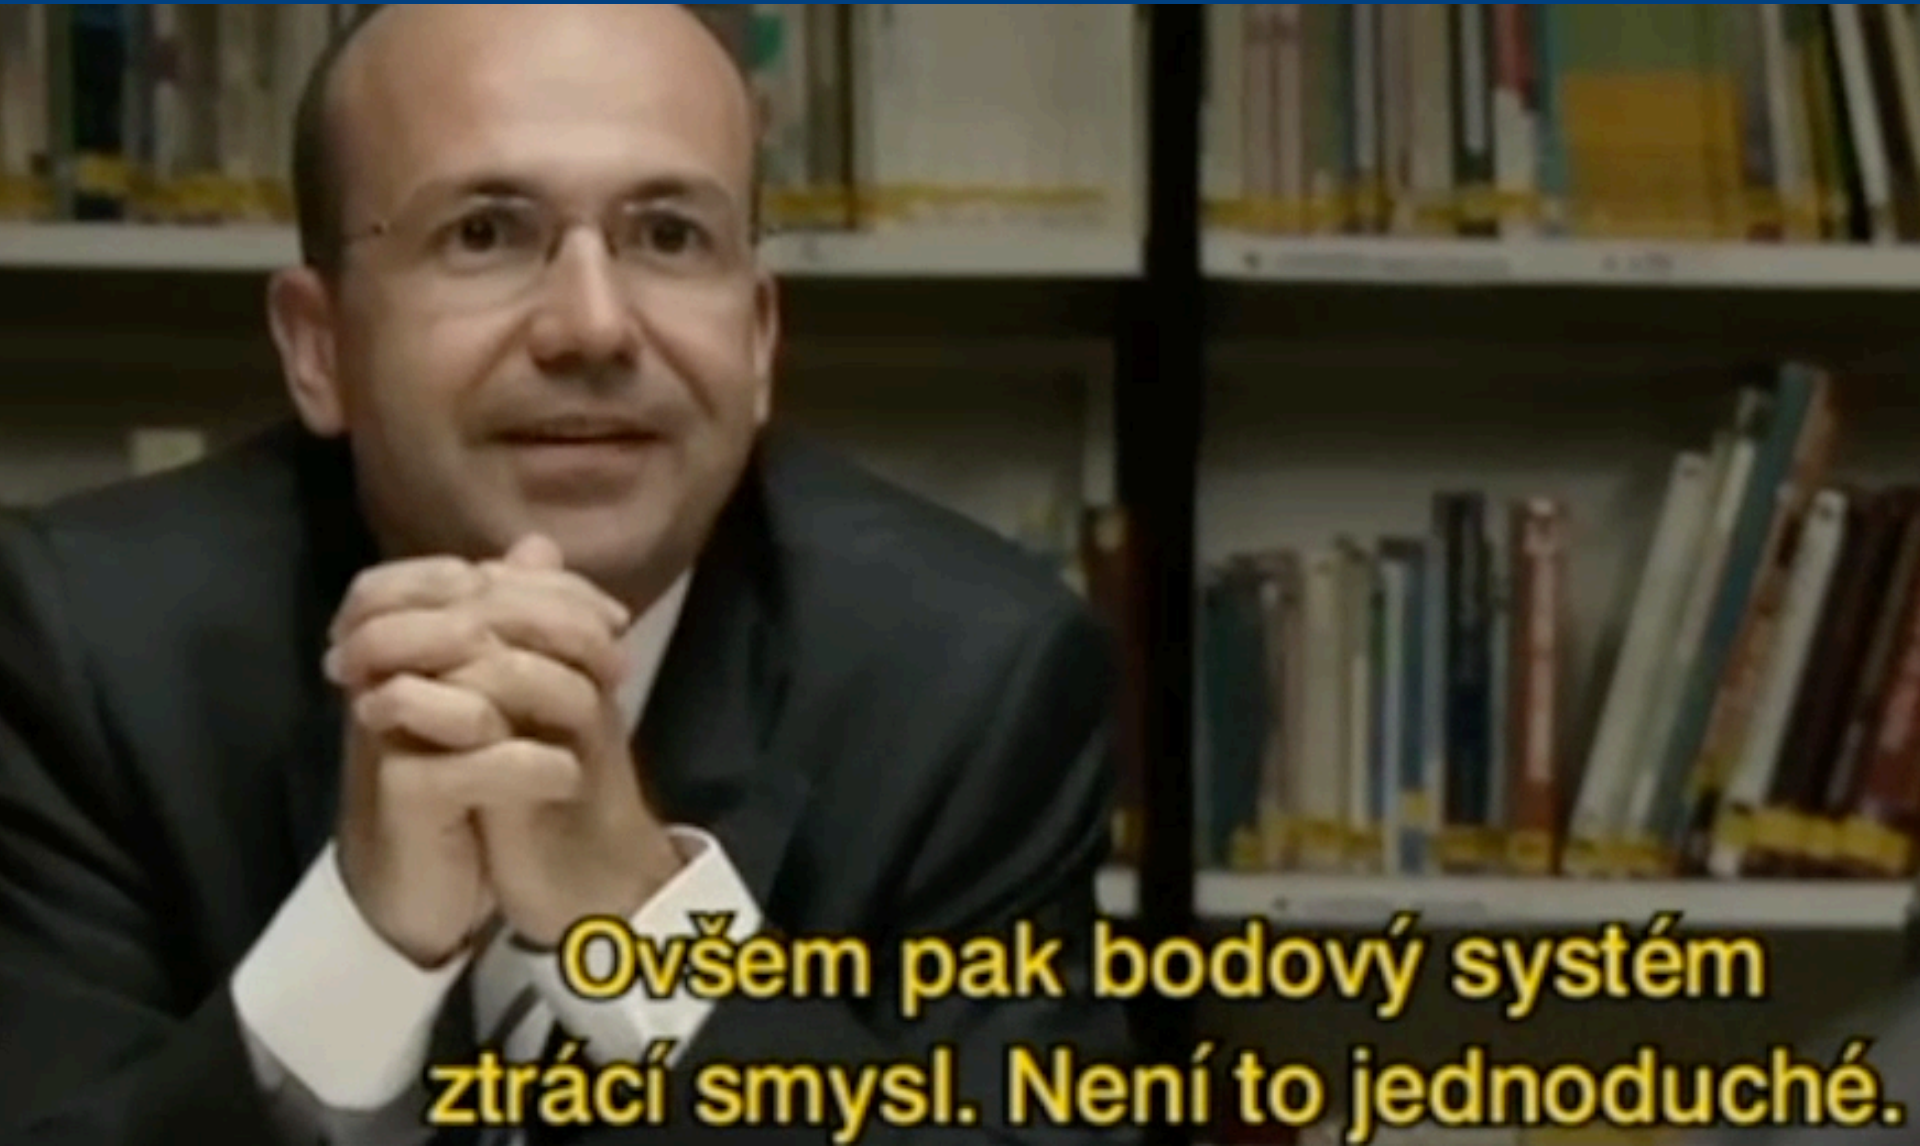 Ovšem pak bodový systém
ztrácí smysl. Není to jednoduché.